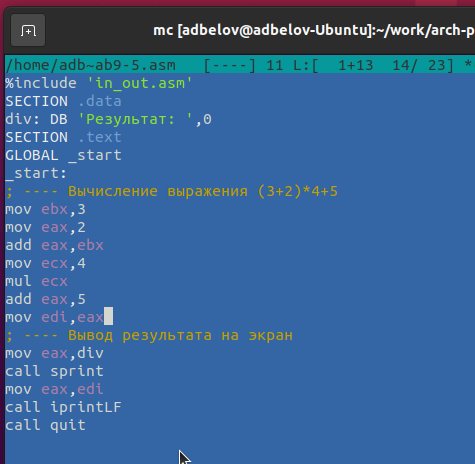 mc [adbelov@adbelov-Ubuntu]:~/work/arch-p
/home/adb~ab9-5.asm   [----] 11 L:[  1+13  14/ 23] *
%include 'in_out.asm'
SECTION .data
div: DB 'Результат: ',0
SECTION .text
GLOBAL _start
_start:
; ---- Вычисление выражения (3+2)*4+5
mov ebx,3
mov eax,2
add eax,ebx
mov ecx,4
mul ecx
add eax,5
mov edi,eax
; ---- Вывод результата на экран
mov eax,div
call sprint
mov eax,edi
call iprintLF
call quit